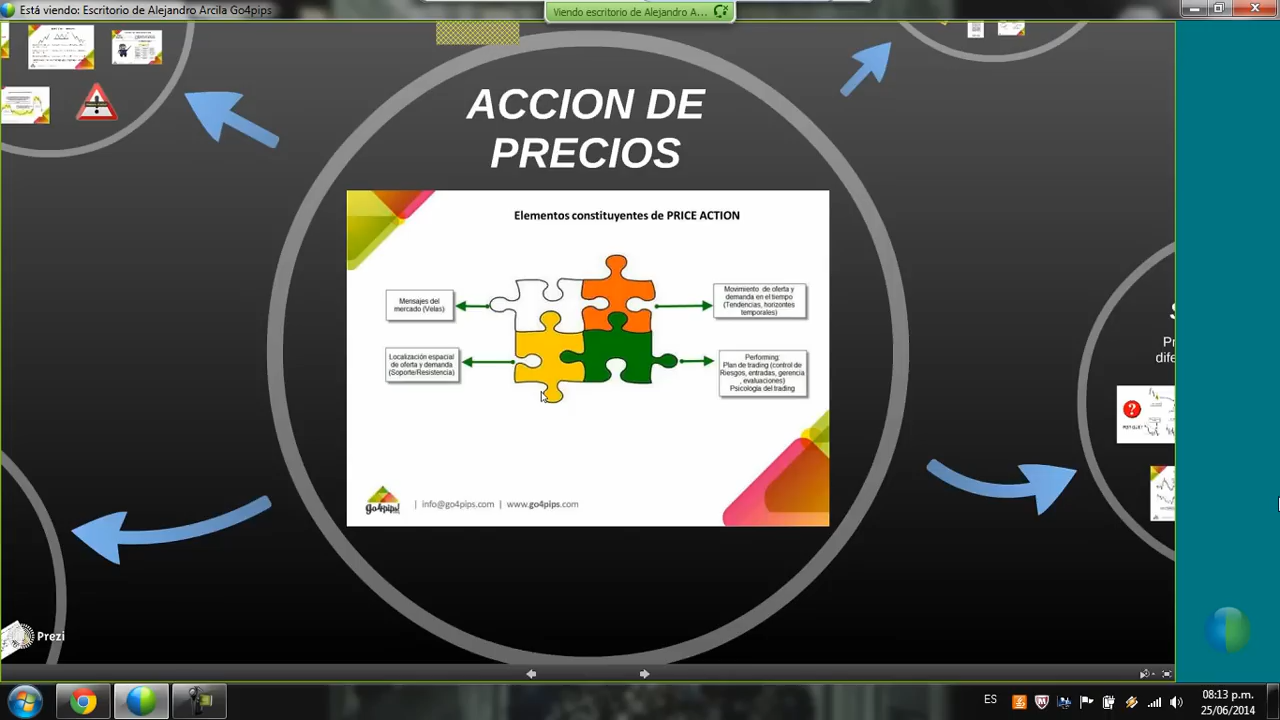 Está viendo: Escritorio de Alejandro Arcila Go4pips
Viendo escritorio de Alejandro A...
ACCION DE
PRECIOS
Elementos constituyentes de PRICE ACTION
Mensajes del
mercado (Velas)
Movimiento de oferta y
demanda en el tiempo
(Tendencias, horizontes
temporales)
Localización espacial
de oferta y demanda
(Soporte/Resistencia)
Performing:
Plan de trading (control de
Riesgos, entradas, gerencia
, evaluaciones)
Psicología del trading
go4pips!
| info@go4pips.com | www.go4pips.com
Pr
dife
?
Prezi
ES
08:13 p.m.
25/06/2014